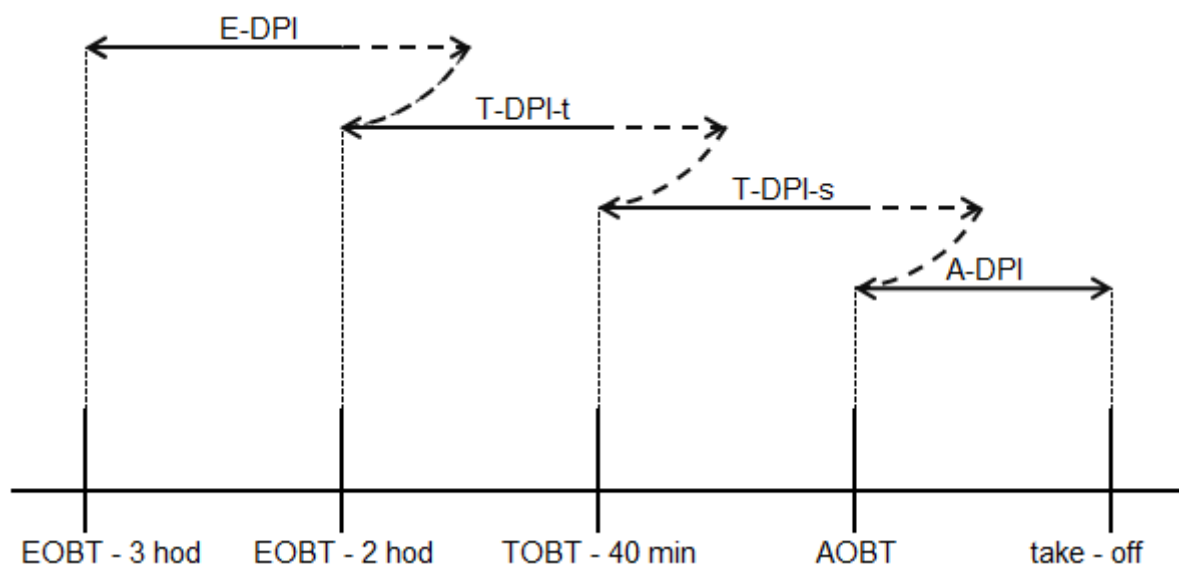 E-DPI
T-DPI-t
T-DPI-s
A-DPI
EOBT - 3 hod
EOBT - 2 hod
TOBT - 40 min
AOBT
take - off